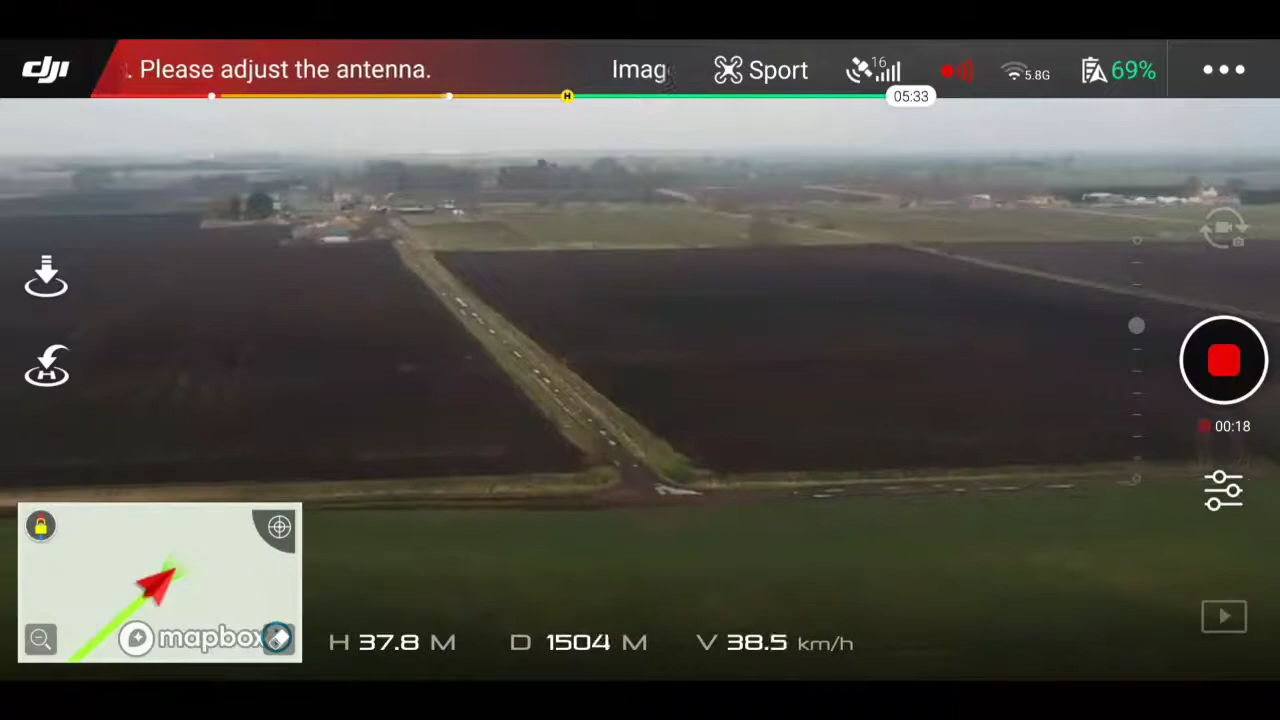 dji
. Please adjust the antenna.
Imag
Sport
16
5.8G
69%
H
05:33
H
00:18
mapbox
H 37.8 M
D 1504 M
V 38.5 km/h